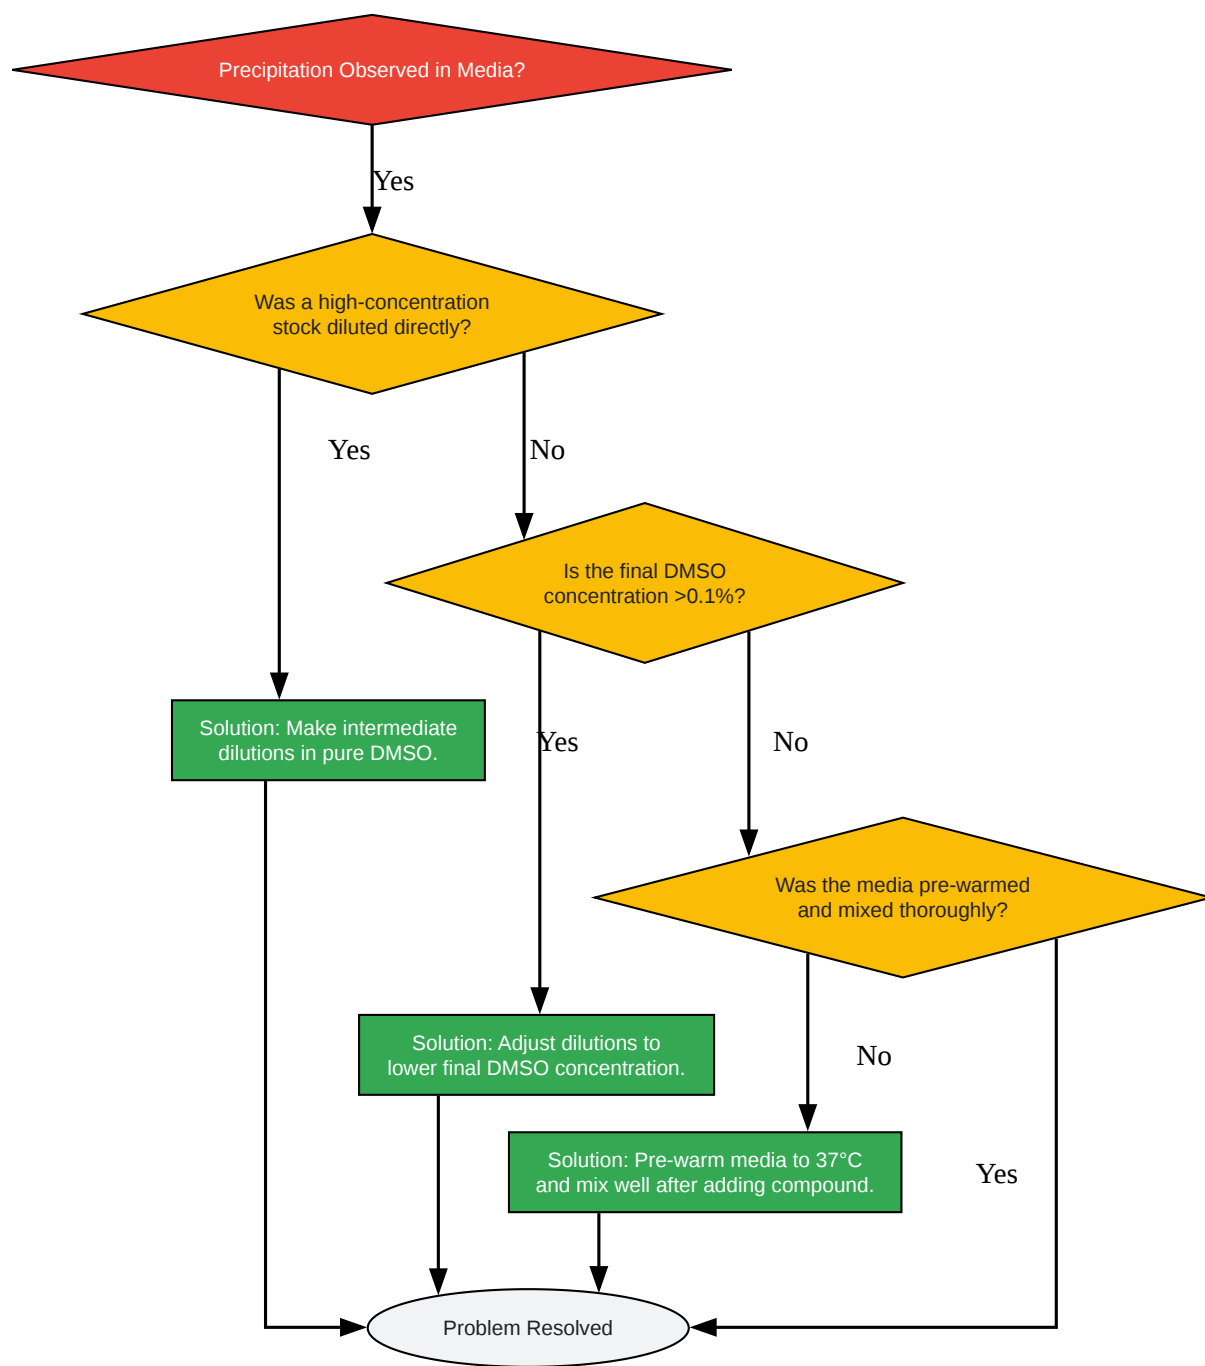 Precipitation Observed in Media?
Yes
Was a high-concentration
stock diluted directly?
Yes
No
Is the final DMSO
concentration >0.1%?
Solution: Make intermediate
dilutions in pure DMSO.
Yes
No
Was the media pre-warmed
and mixed thoroughly?
Solution: Adjust dilutions to
lower final DMSO concentration.
No
Solution: Pre-warm media to 37°C
and mix well after adding compound.
Yes
Problem Resolved